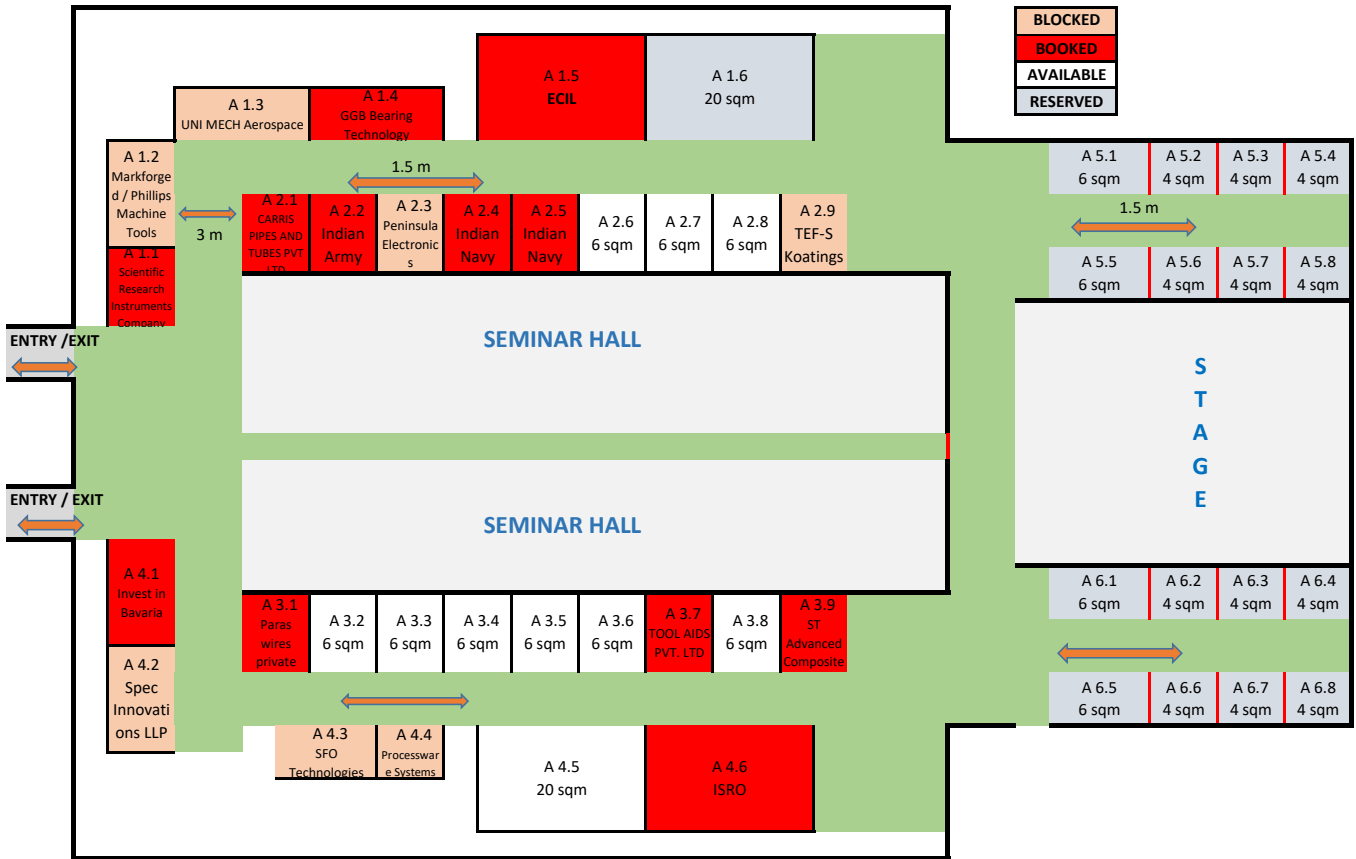 BLOCKED
BOOKED
AVAILABLE
RESERVED
A 1.5
ECIL
A 1.6
20 sqm
A 1.3
UNI MECH Aerospace
A 1.4
GGB Bearing
Technology
A 1.2
Markforge
d / Phillips
Machine
Tools
A 1.1
Scientific
Research
Instruments
Company
1.5 m
3 m
A 2.1
CARRIS
PIPES AND
TUBES PVT
LTD
A 2.2
Indian
Army
A 2.3
Peninsula
Electronic
s
A 2.4
Indian
Navy
A 2.5
Indian
Navy
A 2.6
6 sqm
A 2.7
6 sqm
A 2.8
6 sqm
A 2.9
TEF-S
Koatings
A 5.1
6 sqm
A 5.2
4 sqm
A 5.3
4 sqm
A 5.4
4 sqm
1.5 m
A 5.5
6 sqm
A 5.6
4 sqm
A 5.7
4 sqm
A 5.8
4 sqm
ENTRY /EXIT
SEMINAR HALL
S
T
A
G
E
ENTRY / EXIT
SEMINAR HALL
A 4.1
Invest in
Bavaria
A 4.2
Spec
Innovati
ons LLP
A 3.1
Paras
wires
private
A 3.2
6 sqm
A 3.3
6 sqm
A 3.4
6 sqm
A 3.5
6 sqm
A 3.6
6 sqm
A 3.7
TOOL AIDS
PVT. LTD
A 3.8
6 sqm
A 3.9
ST
Advanced
Composite
A 6.1
6 sqm
A 6.2
4 sqm
A 6.3
4 sqm
A 6.4
4 sqm
A 6.5
6 sqm
A 6.6
4 sqm
A 6.7
4 sqm
A 6.8
4 sqm
A 4.3
SFO
Technologies
A 4.4
Processwar
e Systems
A 4.5
20 sqm
A 4.6
ISRO